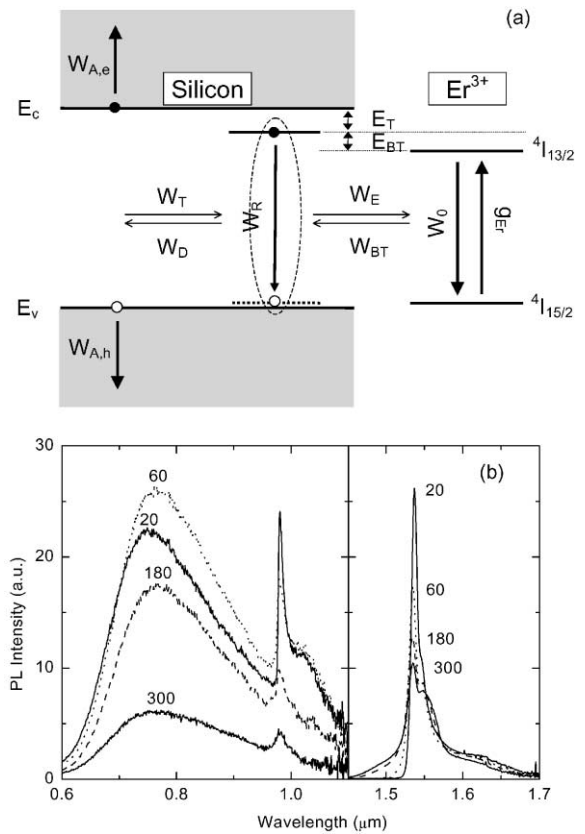 (a)
W_{A,e}
Silicon
Er^{3+}
E_c
E_T
E_{BT}
^4I_{13/2}
W_T
W_D
W_R
W_E
W_{BT}
W_0
g_{Er}
E_v
^4I_{15/2}
W_{A,h}
30
(b)
60
20
20
25
20
180
60
15
180
300
10
300
5
0
0.6 0.8 1.0 1.5 1.6 1.7
PL Intensity (a.u.)
Wavelength (μm)